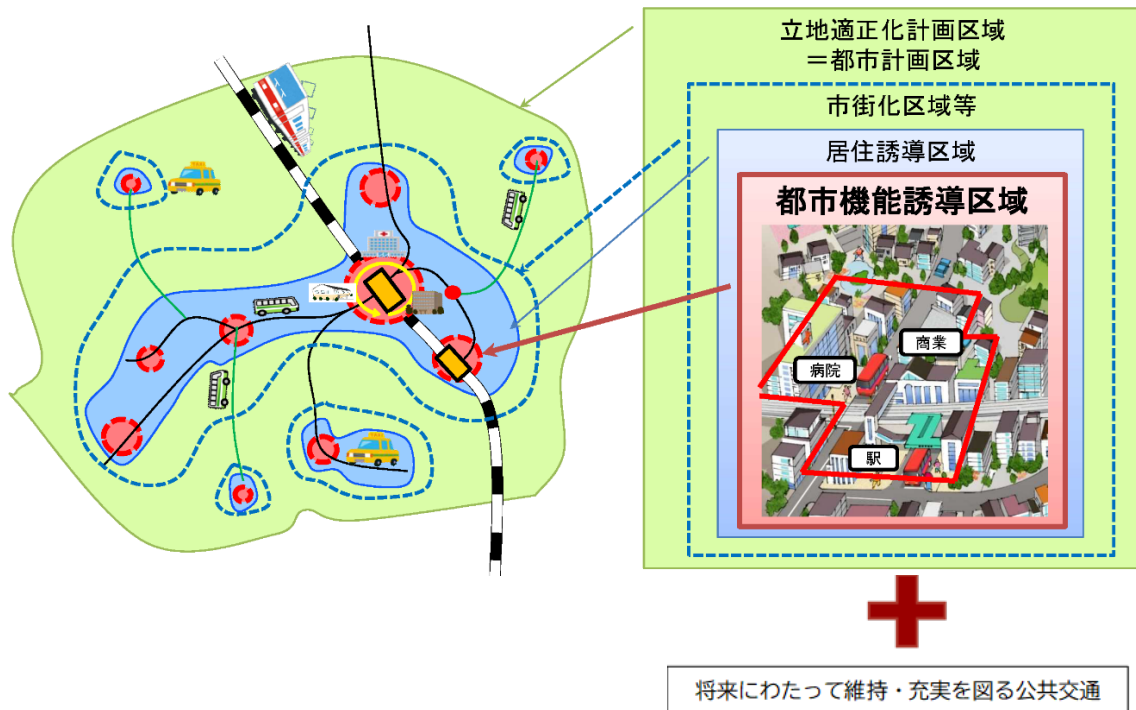 立地適正化計画区域
＝都市計画区域
市街化区域等
居住誘導区域
都市機能誘導区域
商業
病院
駅
将来にわたって維持・充実を図る公共交通